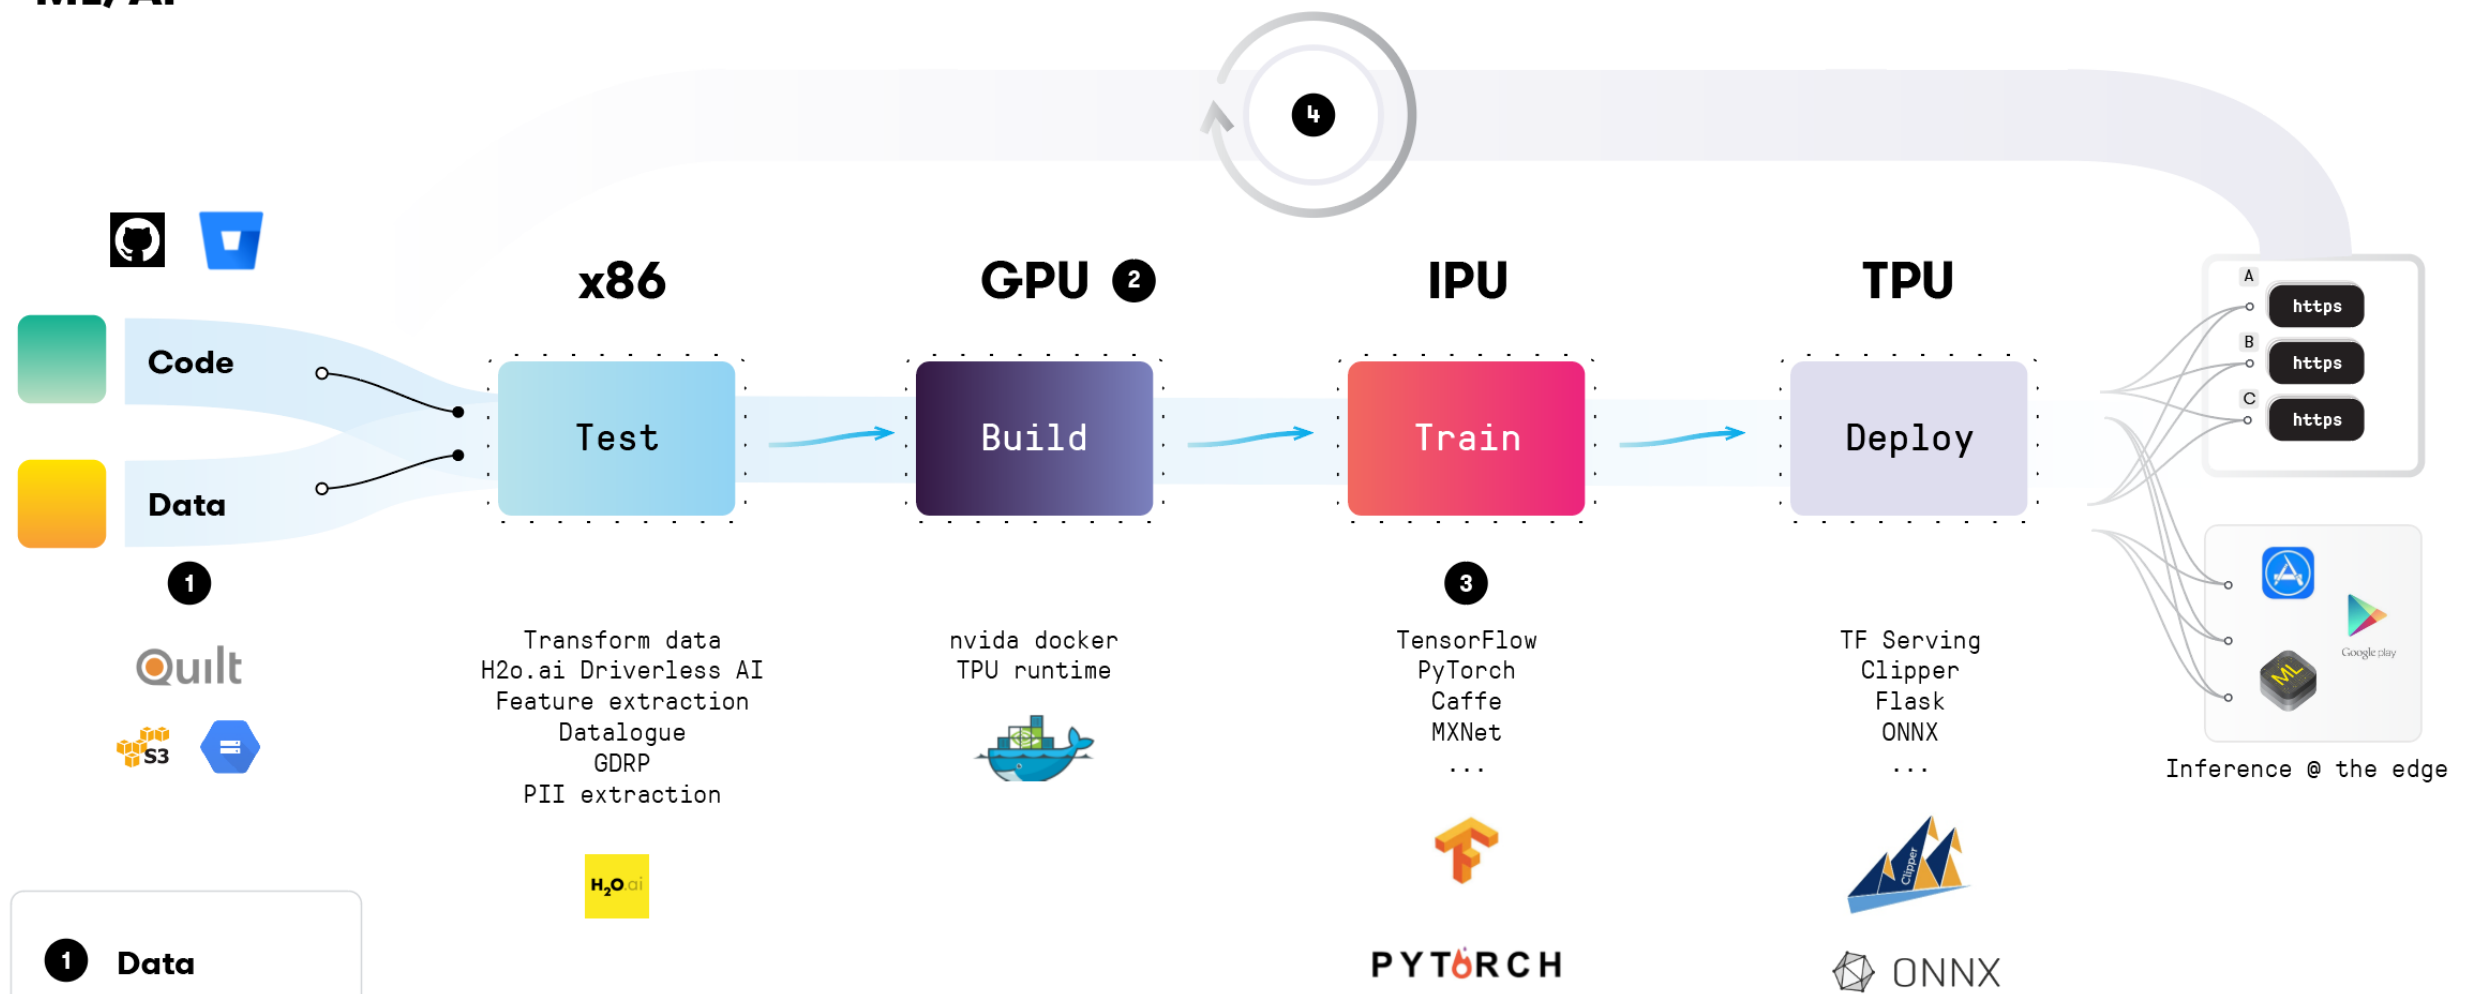 ML/AI
4
x86
GPU 2
IPU
TPU
Code
Data
1
Test
Build
Train
Deploy
A
https
B
https
C
https
Quilt
S3
Transform data
H2o.ai Driverless AI
Feature extraction
Datalogue
GDRP
PII extraction
H2O.ai
nvida docker
TPU runtime
3
TensorFlow
PyTorch
Caffe
MXNet
...
PYTORCH
TF Serving
Clipper
Flask
ONNX
...
Clipper
ONNX
Google play
ML
Inference @ the edge
1 Data